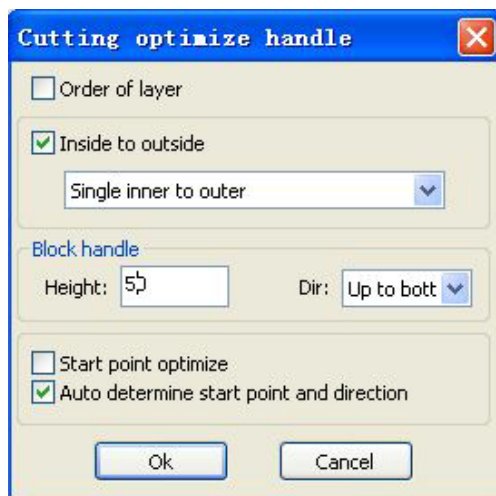 Cutting optimize handle
Order of layer
Inside to outside
Single inner to outer
Block handle
Height: Dir: Up to bott
Start point optimize
Auto determine start point and direction
Ok Cancel